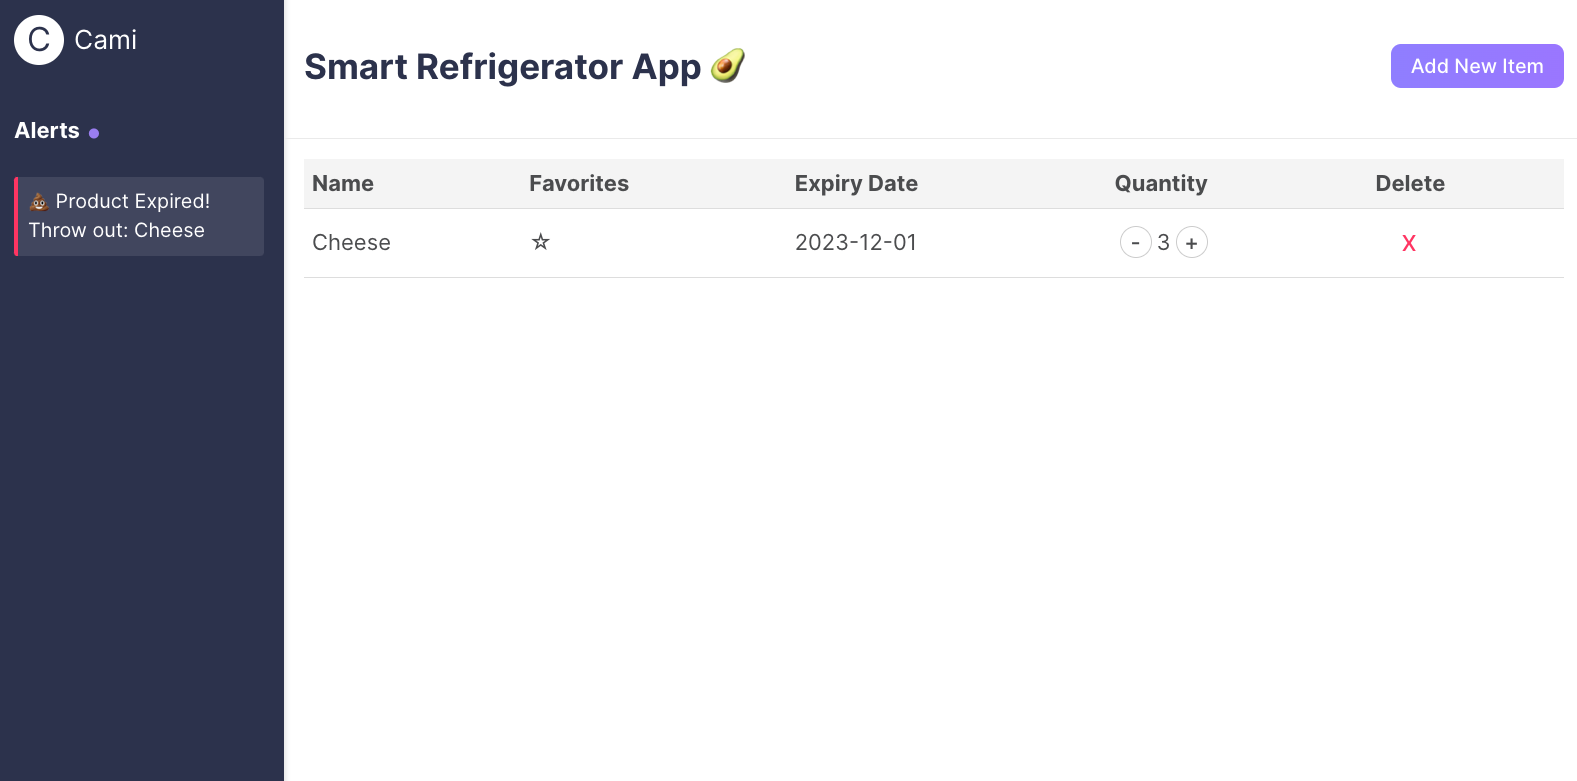 C Cami
Alerts
💩 Product Expired!
Throw out: Cheese
Smart Refrigerator App 🥑
Add New Item
Name Favorites Expiry Date Quantity Delete
Cheese ☆ 2023-12-01 - 3 + X